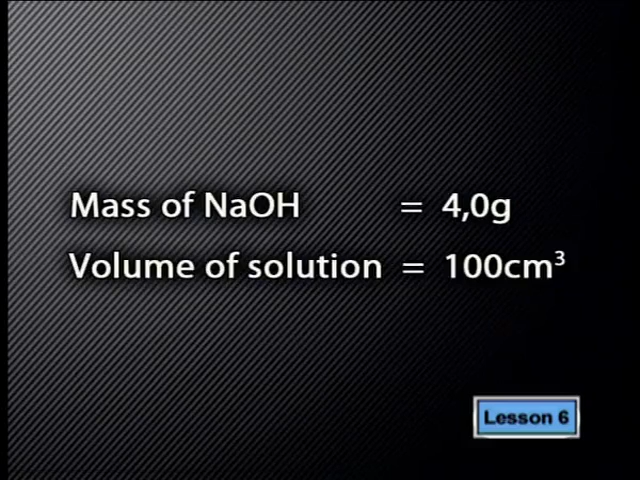 Mass of NaOH = 4,0g
Volume of solution = 100cm³
Lesson 6